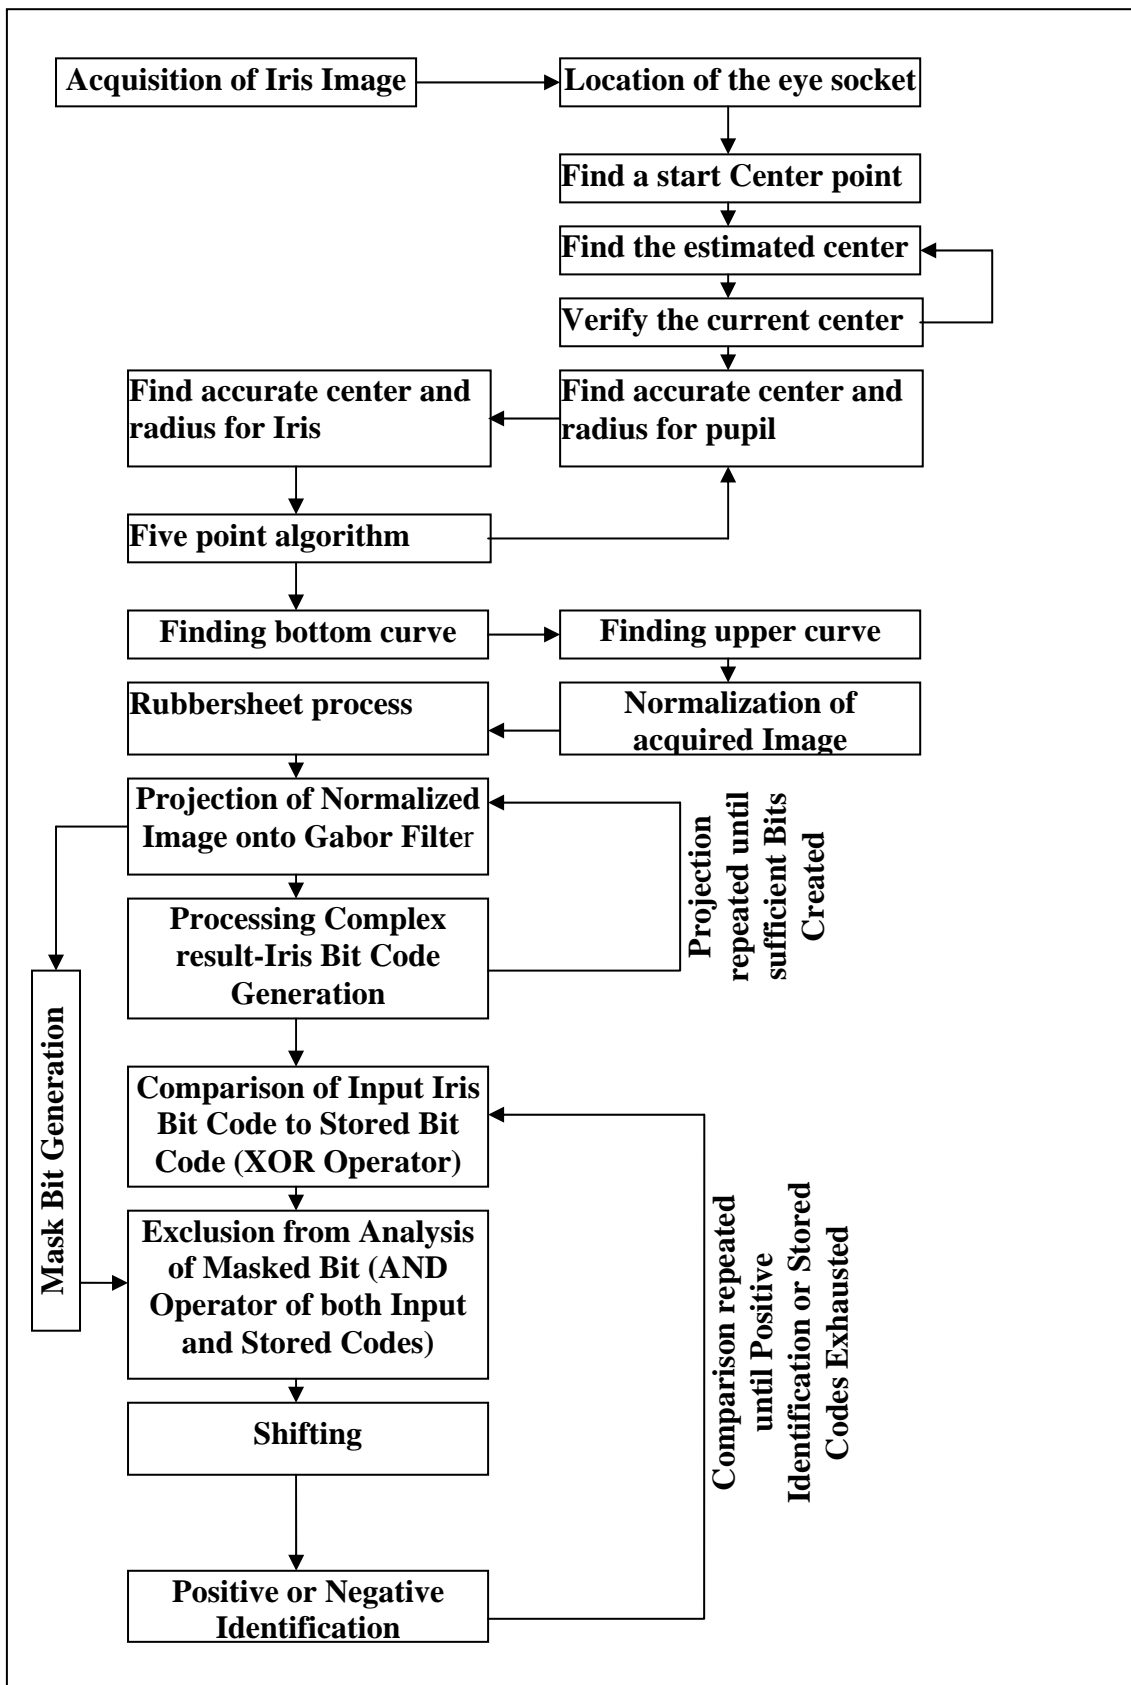 Acquisition of Iris Image
Location of the eye socket
Find a start Center point
Find the estimated center
Verify the current center
Find accurate center and
radius for Iris
Find accurate center and
radius for pupil
Five point algorithm
Finding bottom curve
Finding upper curve
Rubbersheet process
Normalization of
acquired Image
Projection of Normalized
Image onto Gabor Filter
Projection
repeated until
sufficient Bits
Created
Processing Complex
result-Iris Bit Code
Generation
Mask Bit Generation
Comparison of Input Iris
Bit Code to Stored Bit
Code (XOR Operator)
Exclusion from Analysis
of Masked Bit (AND
Operator of both Input
and Stored Codes)
Comparison repeated
until Positive
Identification or Stored
Codes Exhausted
Shifting
Positive or Negative
Identification